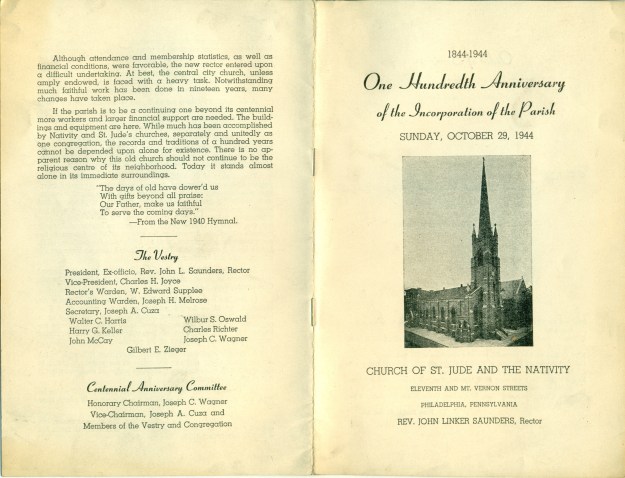 Although attendance and membership statistics, as well as
financial conditions, were favorable, the new rector entered upon
a difficult undertaking. At best, the central city church, unless
amply endowed, is faced with a heavy task. Notwithstanding
much faithful work has been done in nineteen years, many
changes have taken place.
If the parish is to be a continuing one beyond its centennial
more workers and larger financial support are needed. The build-
ings and equipment are here. While much has been accomplished
by Nativity and St. Jude's churches, separately and unitedly as
one congregation, the records and traditions of a hundred years
cannot be depended upon alone for existence. There is no ap-
parent reason why this old church should not continue to be the
religious centre of its neighborhood. Today it stands almost
alone in its immediate surroundings.
"The days of old have dower'd us
With gifts beyond all praise:
Our Father, make us faithful
To serve the coming days."
—From the New 1940 Hymnal.
The Vestry
President, Ex-officio, Rev. John L. Saunders, Rector
Vice-President, Charles H. Joyce
Rector's Warden, W. Edward Supplee
Accounting Warden, Joseph H. Melrose
Secretary, Joseph A. Cuza
Walter C. Harris Wilbur S. Oswald
Harry G. Keller Charles Richter
John McCay Joseph C. Wagner
Gilbert E. Zieger
Centennial Anniversary Committee
Honorary Chairman, Joseph C. Wagner
Vice-Chairman, Joseph A. Cuza and
Members of the Vestry and Congregation
1844-1944
One Hundredth Anniversary
of the Incorporation of the Parish
SUNDAY, OCTOBER 29, 1944
CHURCH OF ST. JUDE AND THE NATIVITY
ELEVENTH AND MT. VERNON STREETS
PHILADELPHIA, PENNSYLVANIA
REV. JOHN LINKER SAUNDERS, Rector